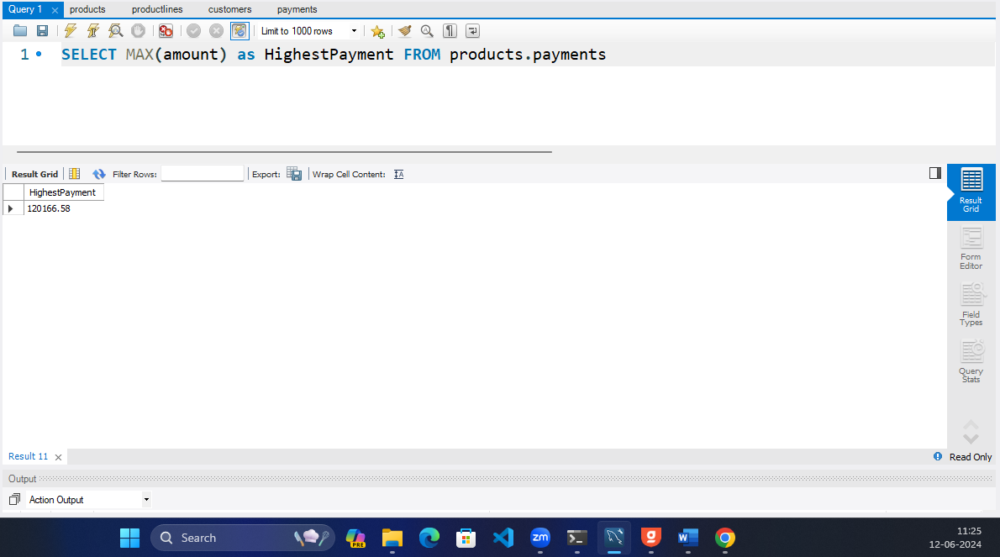 Query 1 products productlines customers payments
Limit to 1000 rows
1 SELECT MAX(amount) as HighestPayment FROM products.payments
Result Grid Filter Rows: Export: Wrap Cell Content:
HighestPayment
120166.58
Result
Grid
Form
Editor
Field
Types
Query
Stats
Result 11 Read Only
Output
Action Output
Search PRE zm g W 11:25
12-06-2024